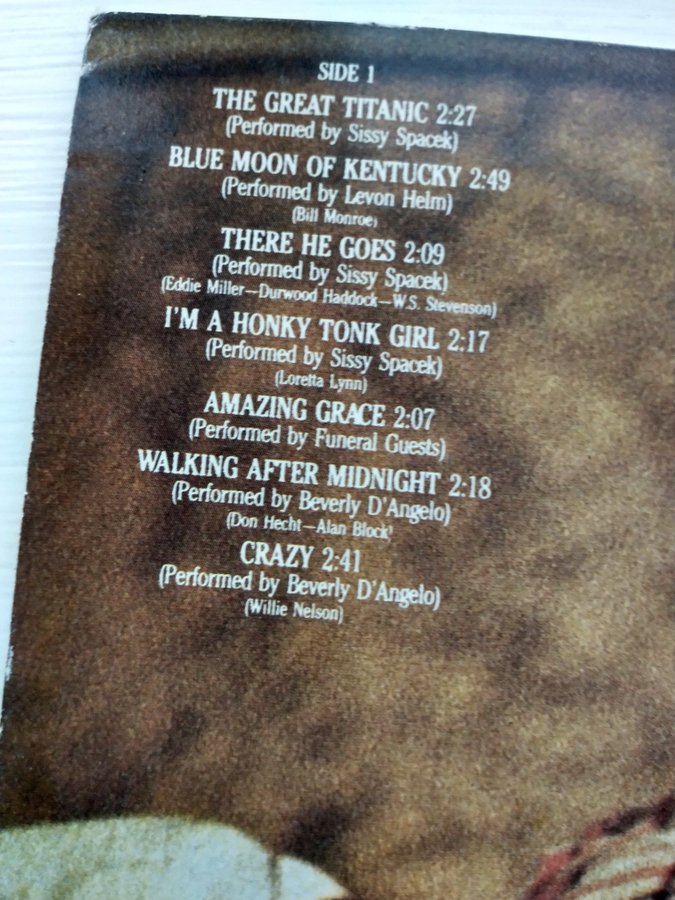 SIDE 1
THE GREAT TITANIC 2:27
(Performed by Sissy Spacek)
BLUE MOON OF KENTUCKY 2:49
(Performed by Levon Helm)
(Bill Monroe)
THERE HE GOES 2:09
(Performed by Sissy Spacek)
(Eddie Miller—Durwood Haddock—W.S. Stevenson)
I'M A HONKY TONK GIRL 2:17
(Performed by Sissy Spacek)
(Loretta Lynn)
AMAZING GRACE 2:07
(Performed by Funeral Guests)
WALKING AFTER MIDNIGHT 2:18
(Performed by Beverly D'Angelo)
(Don Hecht—Alan Block)
CRAZY 2:41
(Performed by Beverly D'Angelo)
(Willie Nelson)